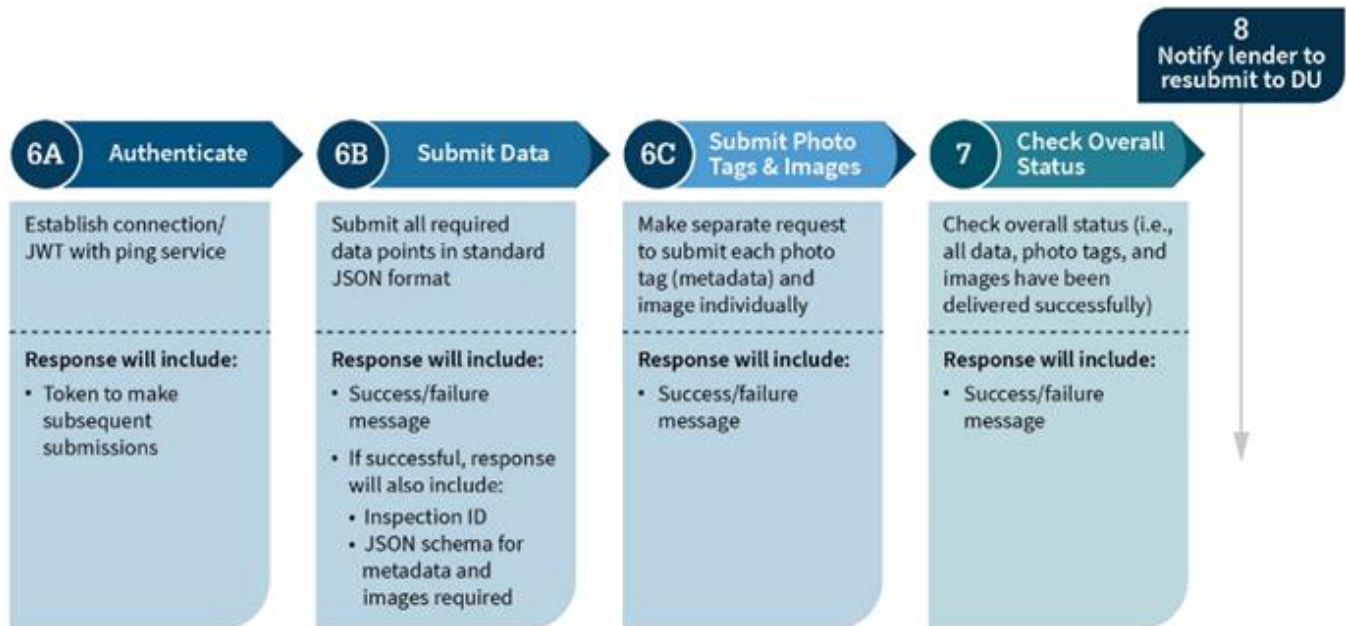 8
Notify lender to
resubmit to DU
6A
Authenticate
Establish connection/
JWT with ping service
Response will include:
• Token to make
subsequent
submissions
6B
Submit Data
Submit all required
data points in standard
JSON format
Response will include:
• Success/failure
message
• If successful, response
will also include:
• Inspection ID
• JSON schema for
metadata and
images required
6C
Submit Photo
Tags & Images
Make separate request
to submit each photo
tag (metadata) and
image individually
Response will include:
• Success/failure
message
7
Check Overall
Status
Check overall status (i.e.,
all data, photo tags, and
images have been
delivered successfully)
Response will include:
• Success/failure
message